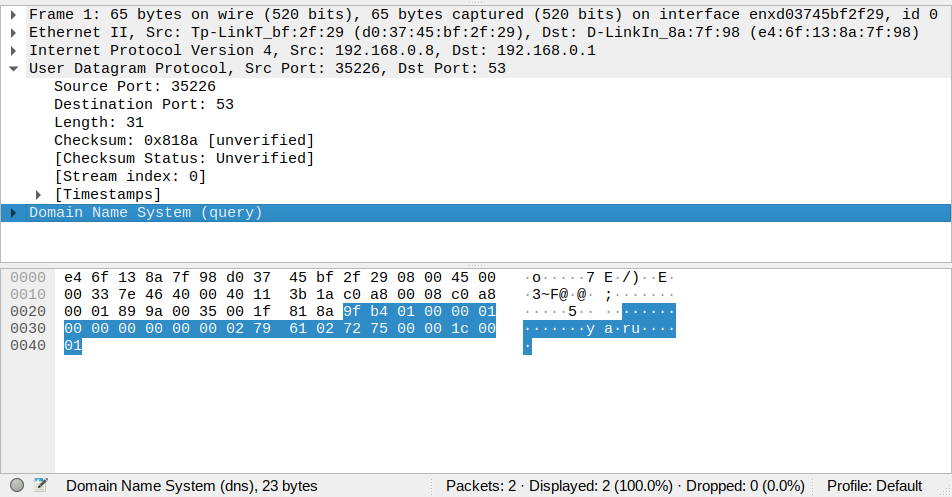 Frame 1: 65 bytes on wire (520 bits), 65 bytes captured (520 bits) on interface enxd03745bf2f29, id 0
Ethernet II, Src: Tp-LinkT_bf:2f:29 (d0:37:45:bf:2f:29), Dst: D-LinkIn_8a:7f:98 (e4:6f:13:8a:7f:98)
Internet Protocol Version 4, Src: 192.168.0.8, Dst: 192.168.0.1
User Datagram Protocol, Src Port: 35226, Dst Port: 53
Source Port: 35226
Destination Port: 53
Length: 31
Checksum: 0x818a [unverified]
[Checksum Status: Unverified]
[Stream index: 0]
[Timestamps]
Domain Name System (query)
0000 e4 6f 13 8a 7f 98 d0 37 45 bf 2f 29 08 00 45 00 ·o·····7 E·/)··E·
0010 00 33 7e 46 40 00 40 11 3b 1a c0 a8 00 08 c0 a8 ·3~F@·@· ;·······
0020 00 01 89 9a 00 35 00 1f 81 8a 9f b4 01 00 00 01 ·····5·· ········
0030 00 00 00 00 00 00 02 79 61 02 72 75 00 00 1c 00 ·······y a·ru····
0040 01 ·
Domain Name System (dns), 23 bytes Packets: 2 · Displayed: 2 (100.0%) · Dropped: 0 (0.0%) Profile: Default